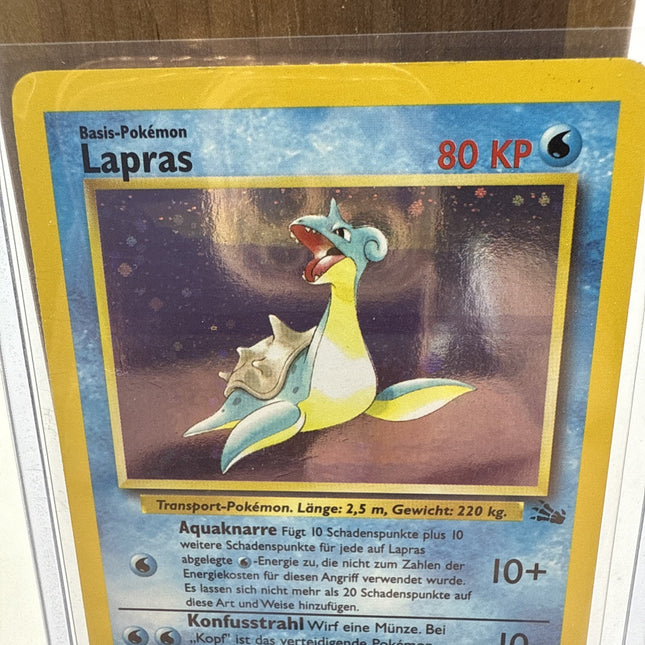 Basis-Pokémon
Lapras
80 KP
Transport-Pokémon. Länge: 2,5 m, Gewicht: 220 kg.
Aquaknarre Fügt 10 Schadenspunkte plus 10
weitere Schadenspunkte für jede auf Lapras
abgelegte -Energie zu, die nicht zum Zahlen der
Energiekosten für diesen Angriff verwendet wurde.
Es lassen sich nicht mehr als 20 Schadenspunkte auf
diese Art und Weise hinzufügen.
10+
Konfusstrahl Wirf eine Münze. Bei
„Kopf" ist das verteidigende Pokémon
10